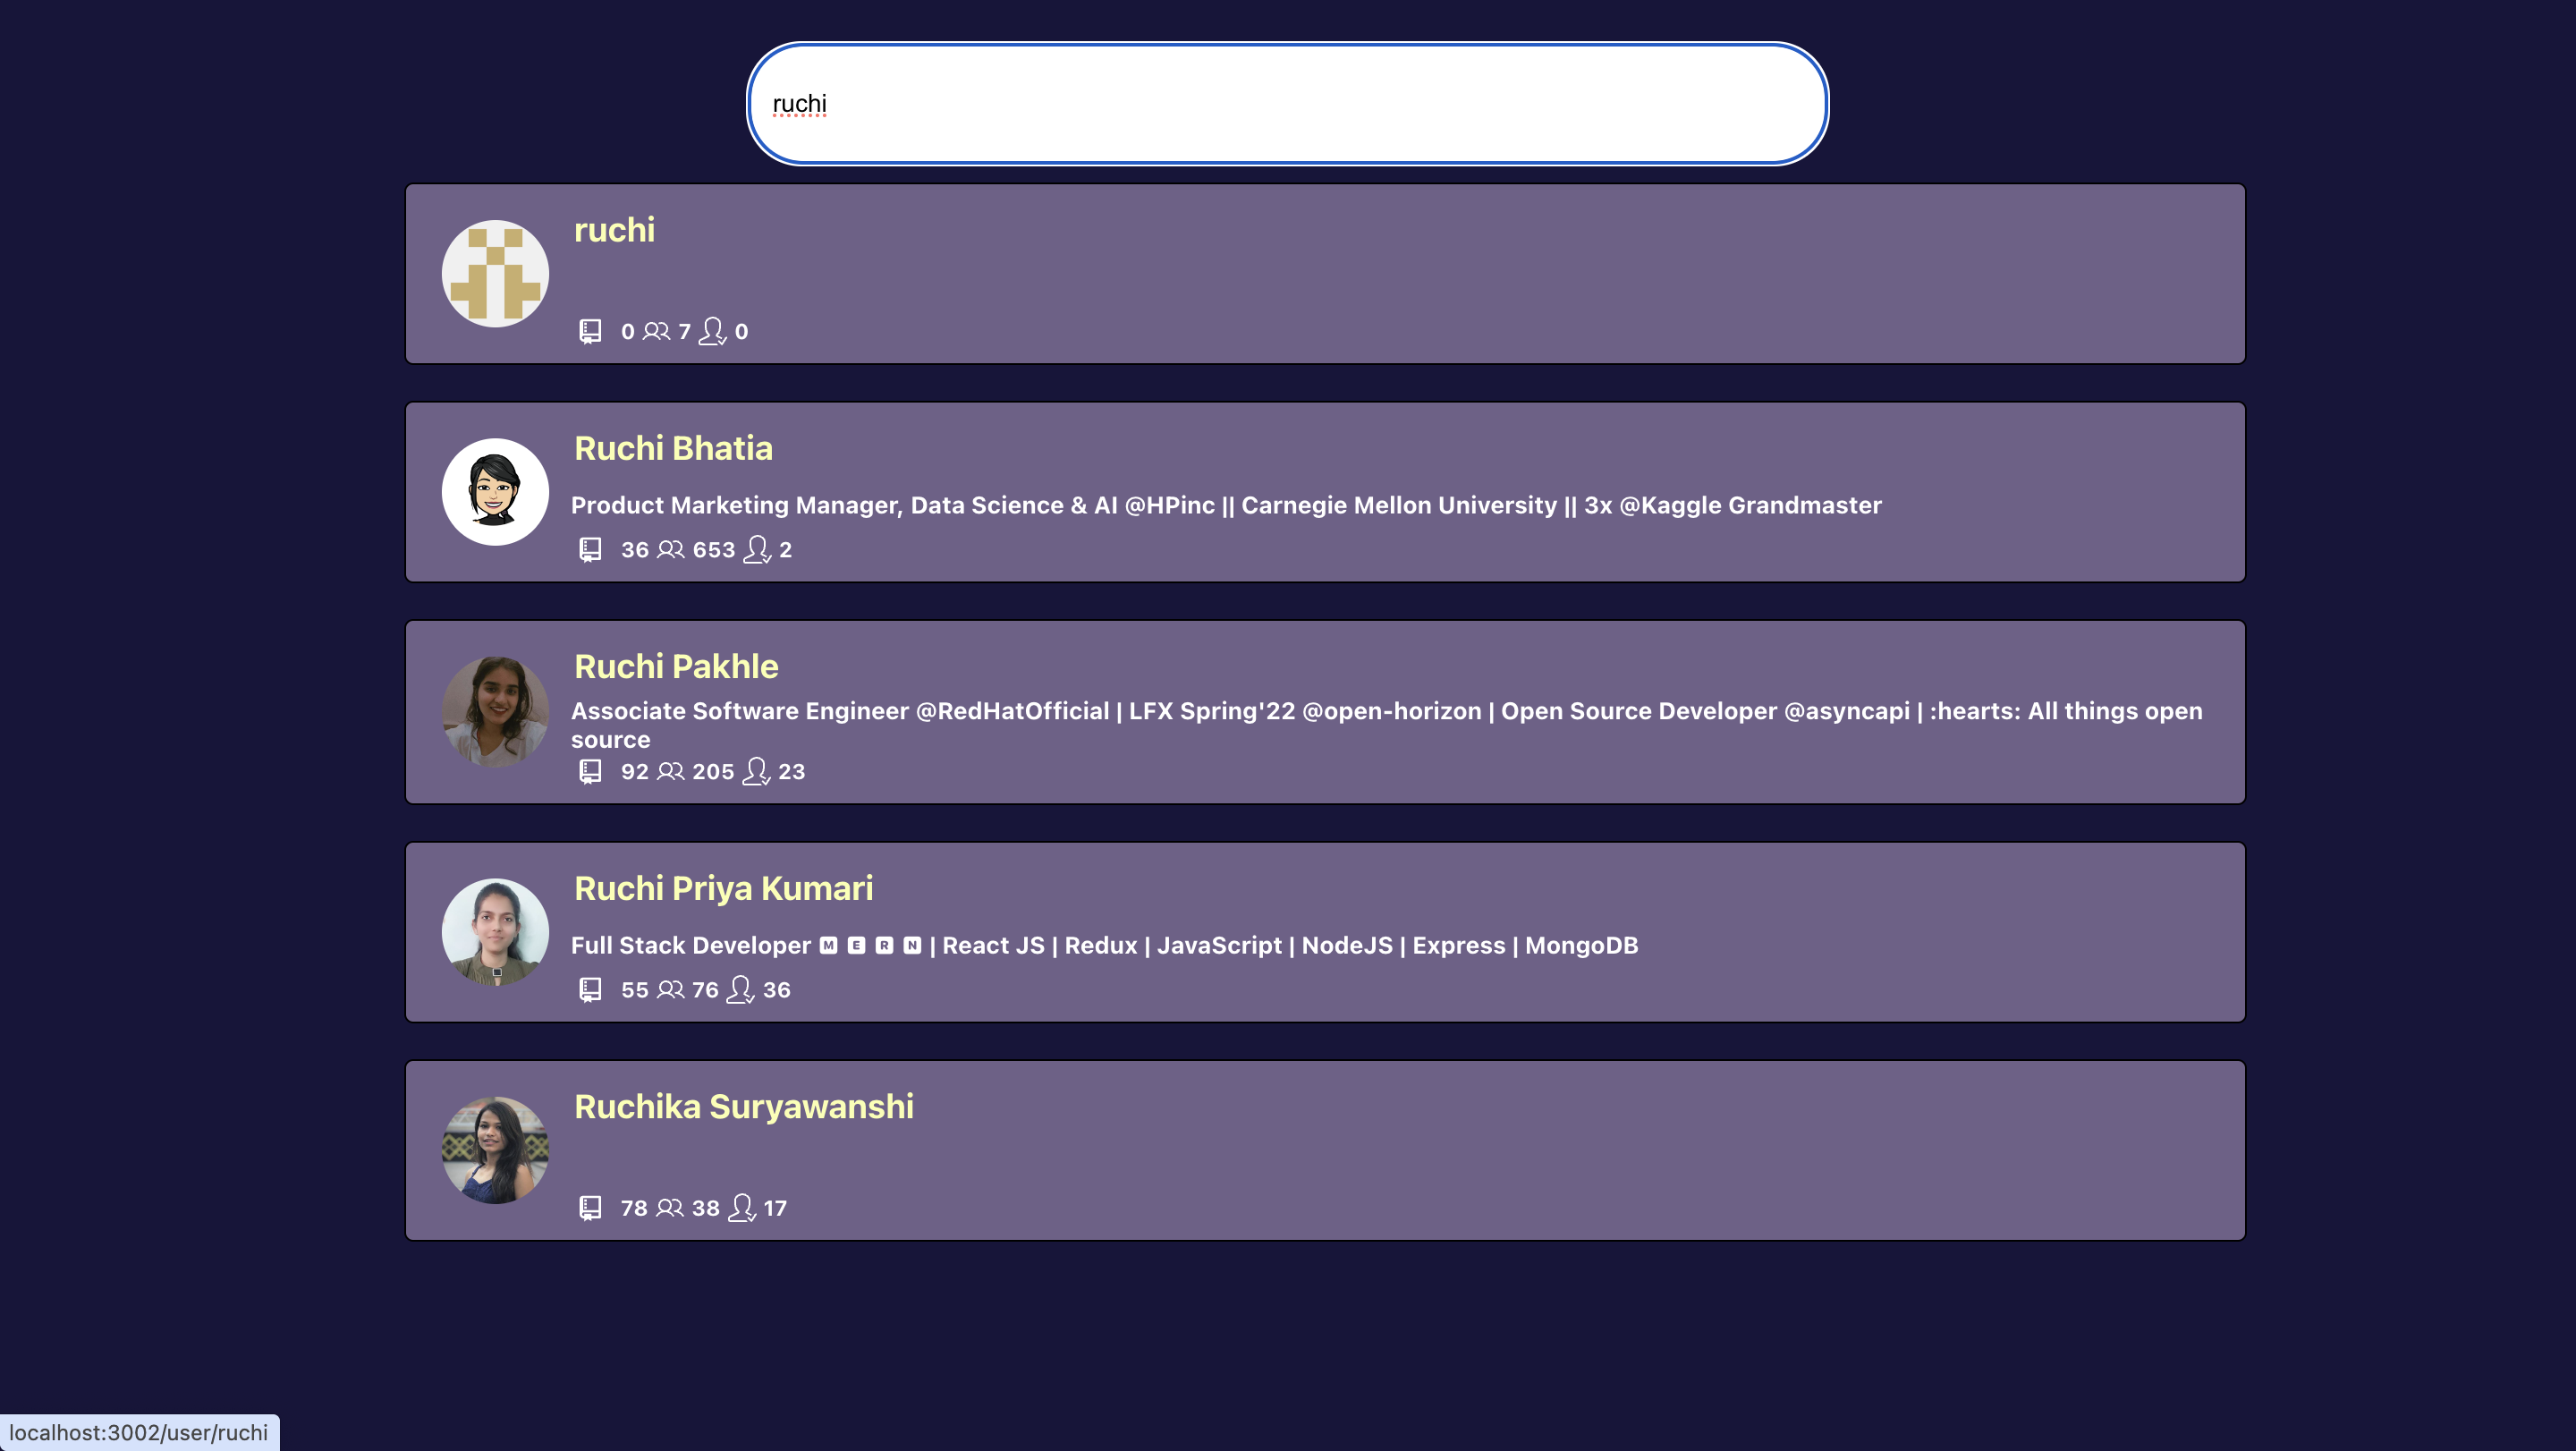 ruchi
ruchi
0 7 0
Ruchi Bhatia
Product Marketing Manager, Data Science & AI @HPinc || Carnegie Mellon University || 3x @Kaggle Grandmaster
36 653 2
Ruchi Pakhle
Associate Software Engineer @RedHatOfficial | LFX Spring'22 @open-horizon | Open Source Developer @asyncapi | :hearts: All things open
source
92 205 23
Ruchi Priya Kumari
Full Stack Developer 🅼 🅴 🆁 🅽 | React JS | Redux | JavaScript | NodeJS | Express | MongoDB
55 76 36
Ruchika Suryawanshi
78 38 17
localhost:3002/user/ruchi